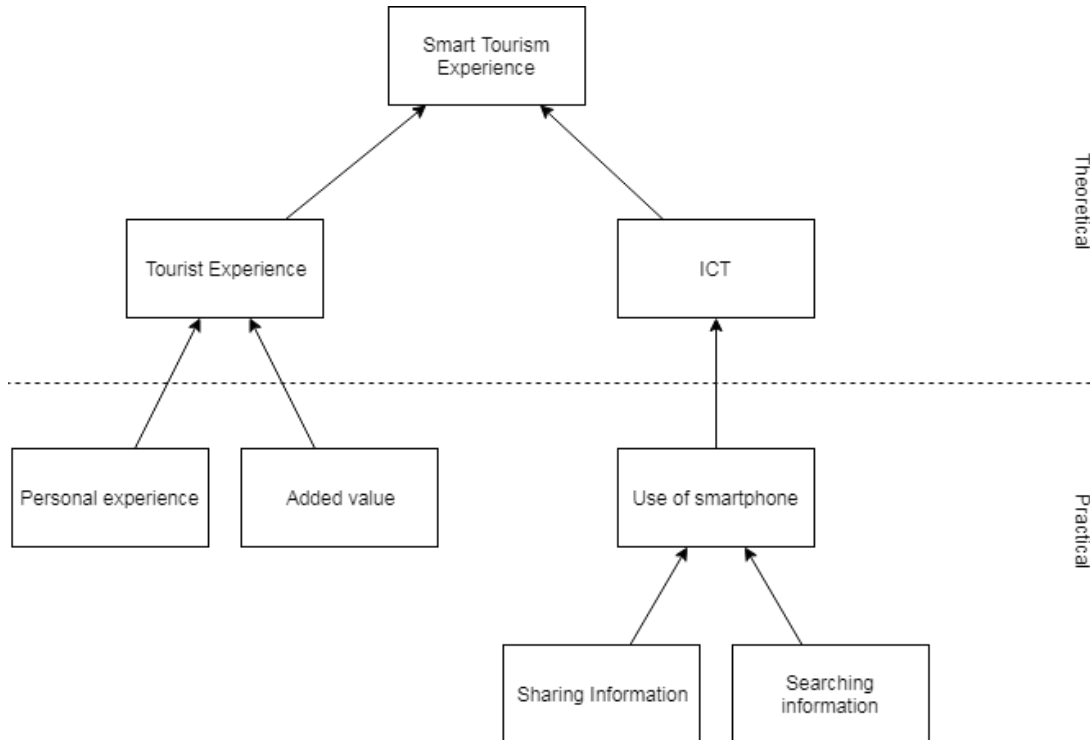 Smart Tourism
Experience
Theoretical
Tourist Experience
ICT
Personal experience
Added value
Use of smartphone
Practical
Sharing Information
Searching
information